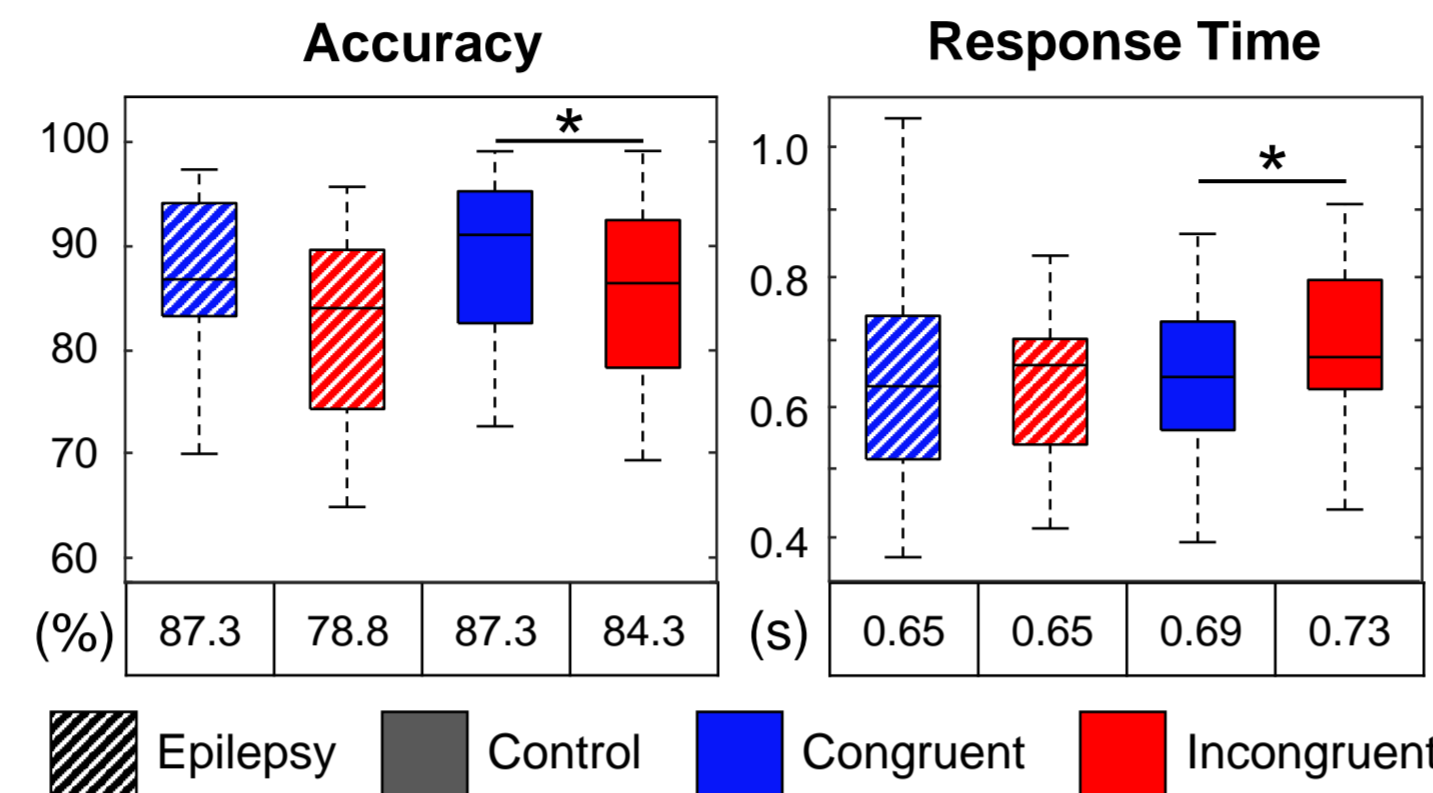 Accuracy
Response Time
*
*
100
90
80
70
60
1.0
0.8
0.6
0.4
(%) 87.3 78.8 87.3 84.3
(s) 0.65 0.65 0.69 0.73
Epilepsy Control Congruent Incongruent